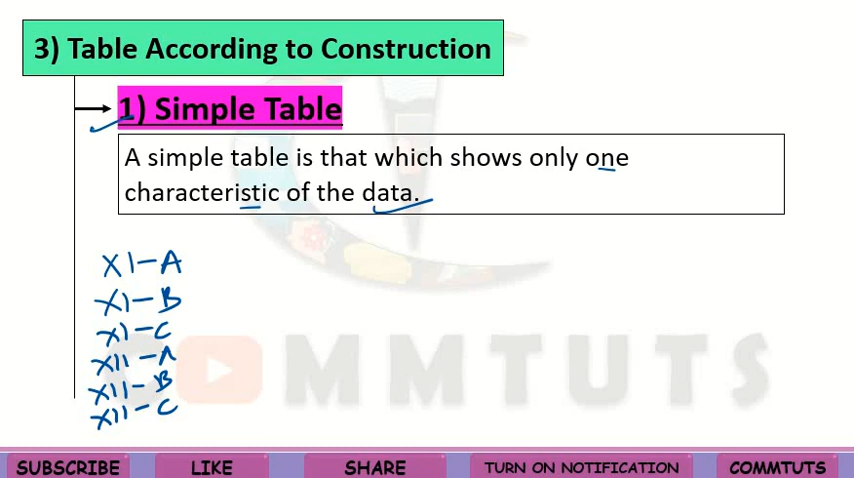 3) Table According to Construction
1) Simple Table
A simple table is that which shows only one
characteristic of the data.
XI-A
XI-B
XI-C
XII-A
XII-B
XII-C
COMMTUTS
SUBSCRIBE LIKE SHARE TURN ON NOTIFICATION COMMTUTS